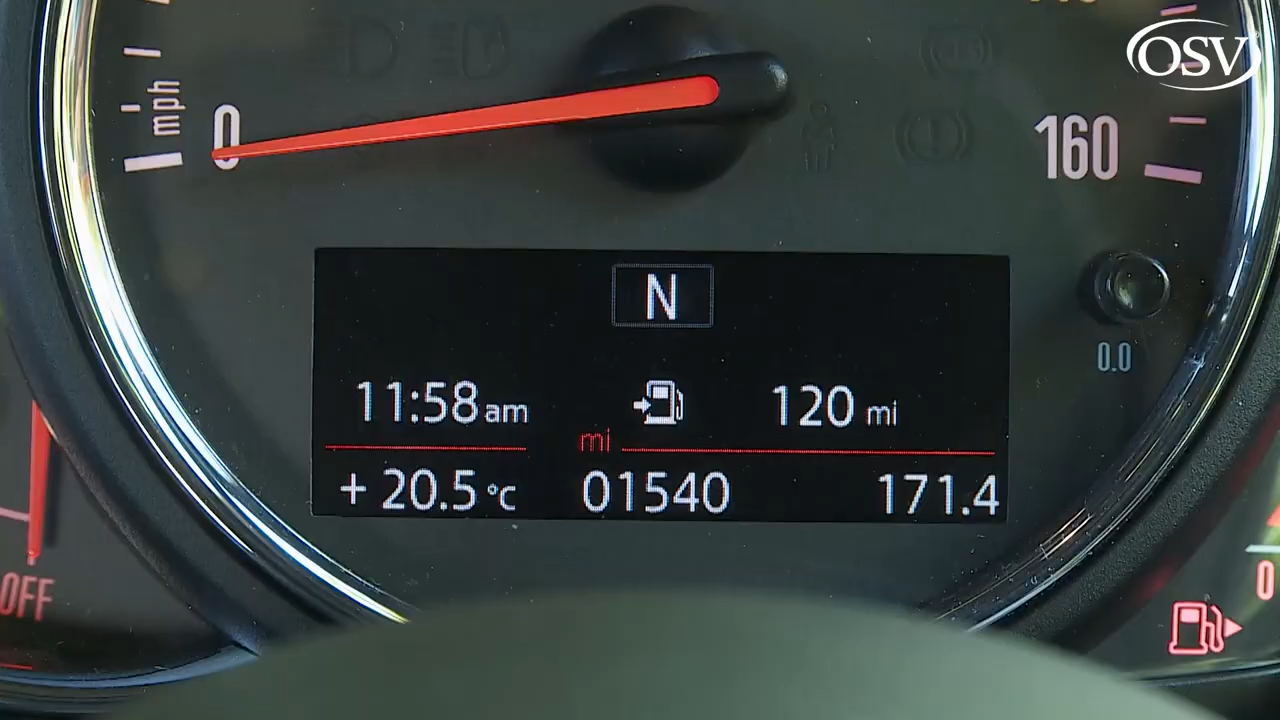 OSV
mph
0
160
N
0.0
11:58 am
120 mi
mi
+ 20.5 °C
01540
171.4
OFF
0